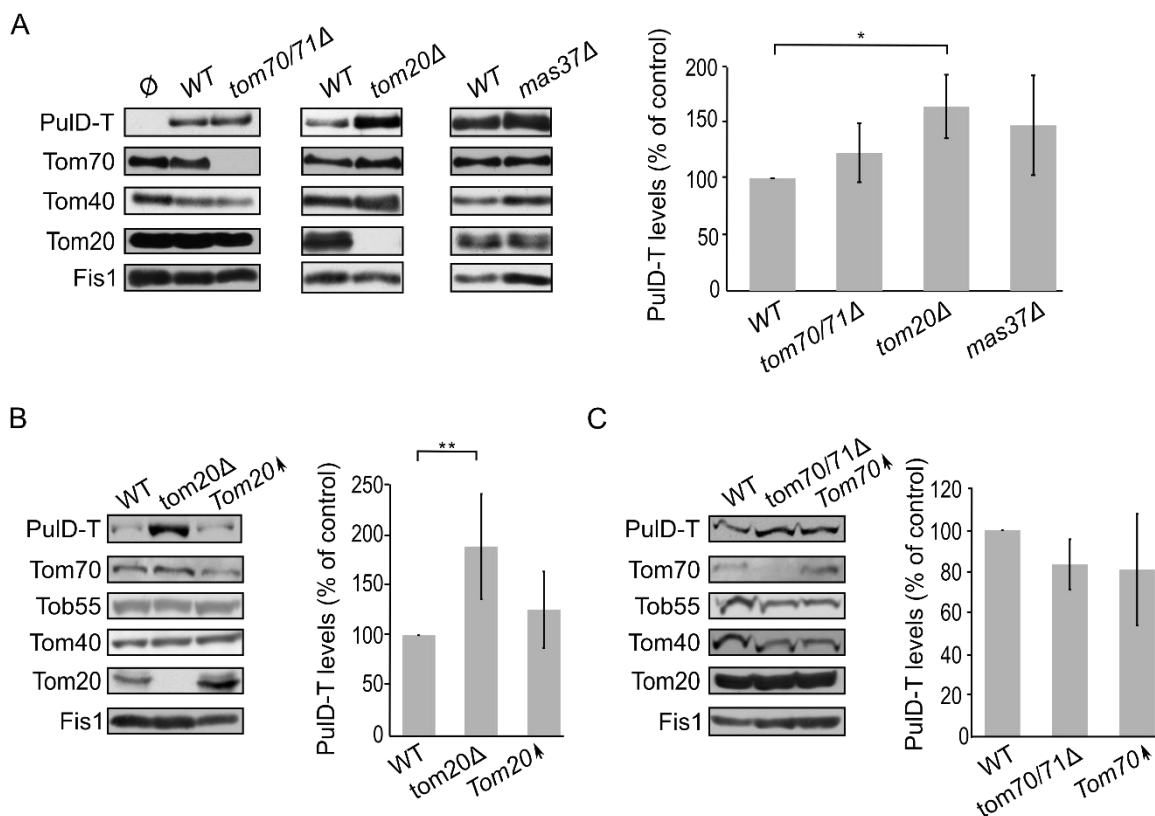 A
Ø WT tom70/71Δ WT tom20Δ WT mas37Δ
PulD-T
Tom70
Tom40
Tom20
Fis1
PulD-T levels (% of control)
200
150
100
50
0
*
WT tom70/71Δ tom20Δ mas37Δ
B
WT tom20Δ Tom20
PulD-T
Tom70
Tob55
Tom40
Tom20
Fis1
PulD-T levels (% of control)
250
200
150
100
50
0
**
WT tom20Δ Tom20
C
WT tom70/71Δ Tom70
PulD-T
Tom70
Tob55
Tom40
Tom20
Fis1
PulD-T levels (% of control)
120
100
80
60
40
20
0
WT tom70/71Δ Tom70